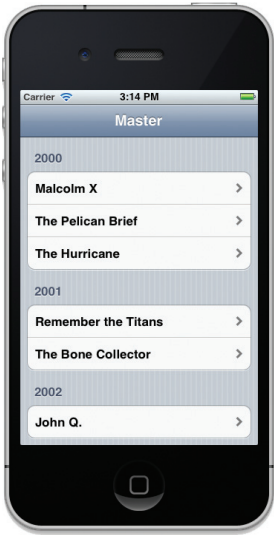 Carrier 3:14 PM
Master
2000
Malcolm X
The Pelican Brief
The Hurricane
2001
Remember the Titans
The Bone Collector
2002
John Q.